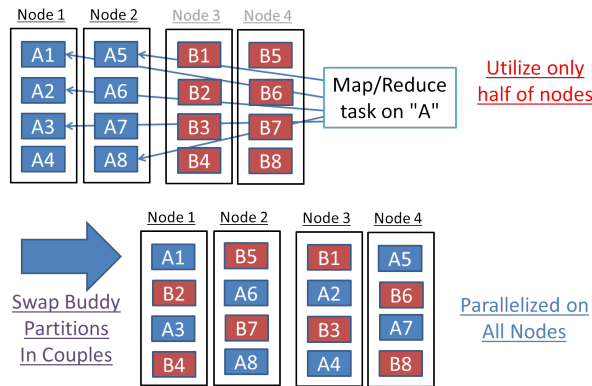 Node 1 Node 2 Node 3 Node 4
A1 A5 B1 B5
A2 A6 B2 B6
A3 A7 B3 B7
A4 A8 B4 B8
Map/Reduce
task on "A"
Utilize only
half of nodes
Node 1 Node 2 Node 3 Node 4
A1 B5 B1 A5
B2 A6 A2 B6
A3 B7 B3 A7
B4 A8 A4 B8
Swap Buddy
Partitions
In Couples
Parallelized on
All Nodes